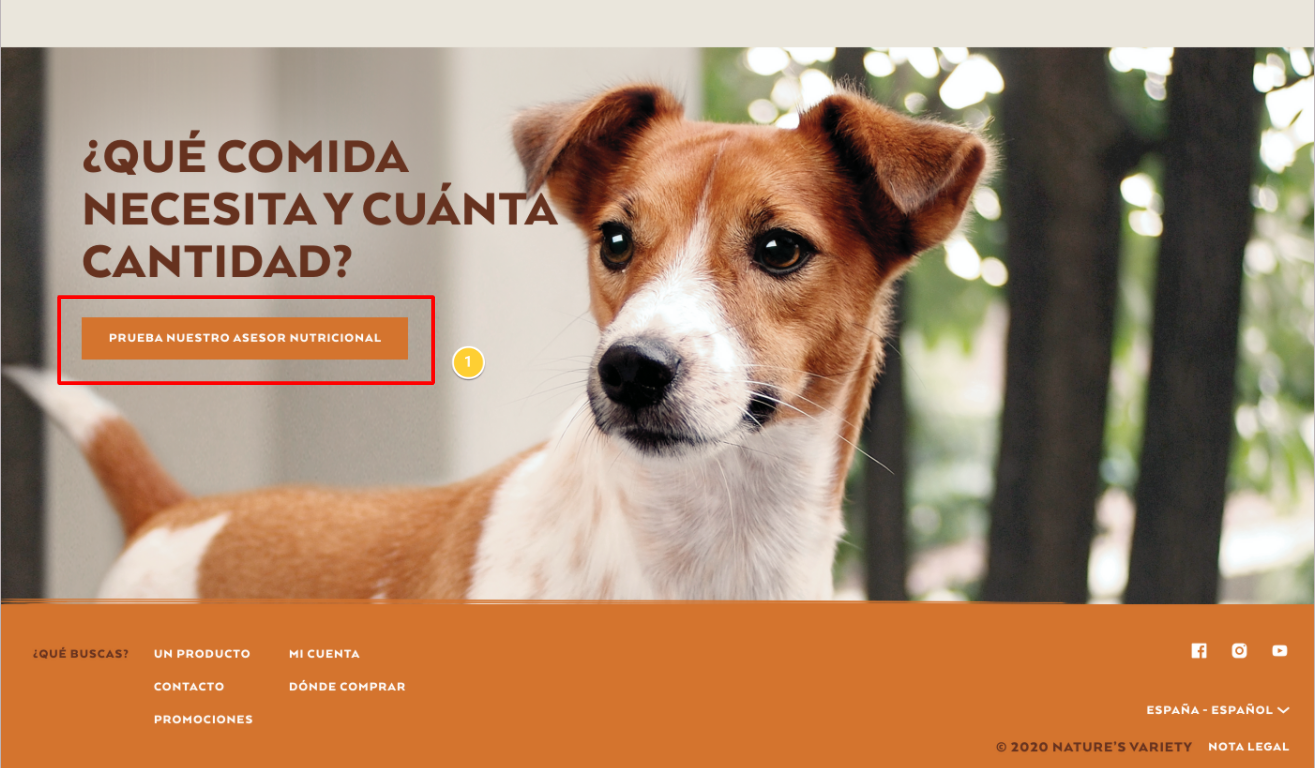 ¿QUÉ COMIDA
NECESITA Y CUÁNTA
CANTIDAD?
PRUEBA NUESTRO ASESOR NUTRICIONAL
1
¿QUÉ BUSCAS?
UN PRODUCTO
MI CUENTA
CONTACTO
DÓNDE COMPRAR
PROMOCIONES
ESPAÑA - ESPAÑOL
© 2020 NATURE'S VARIETY
NOTA LEGAL